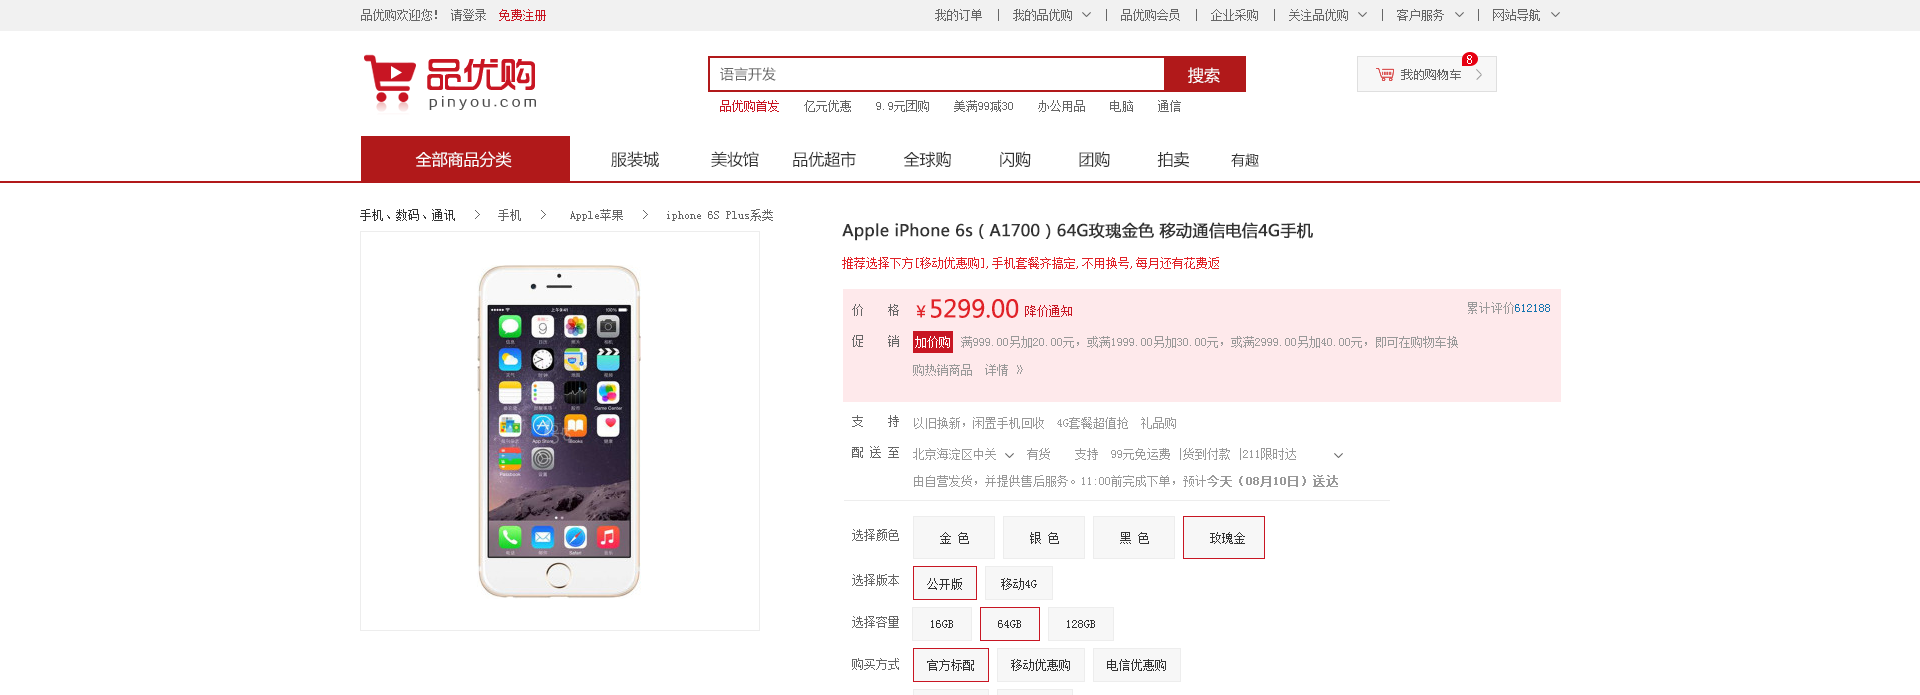 品优购欢迎您! 请登录 免费注册
我的订单 | 我的品优购 | 品优购会员 | 企业采购 | 关注品优购 | 客户服务 | 网站导航
品优购
pinyou.com
语言开发 搜索
8
我的购物车
品优购首发 亿元优惠 9.9元团购 美满99减30 办公用品 电脑 通信
全部商品分类 服装城 美妆馆 品优超市 全球购 闪购 团购 拍卖 有趣
手机、数码、通讯 手机 Apple苹果 iphone 6S Plus系类
Apple iPhone 6s（A1700）64G玫瑰金色 移动通信电信4G手机
推荐选择下方[移动优惠购],手机套餐齐搞定,不用换号,每月还有花费返
价格 ¥5299.00 降价通知 累计评价612188
促销 加价购 满999.00另加20.00元，或满1999.00另加30.00元，或满2999.00另加40.00元，即可在购物车换
购热销商品 详情 》
支持 以旧换新，闲置手机回收 4G套餐超值抢 礼品购
配送至 北京海淀区中关 有货 支持 99元免运费 |货到付款 |211限时达
由自营发货，并提供售后服务。11:00前完成下单，预计今天（08月10日）送达
选择颜色 金色 银色 黑色 玫瑰金
选择版本 公开版 移动4G
选择容量 16GB 64GB 128GB
购买方式 官方标配 移动优惠购 电信优惠购